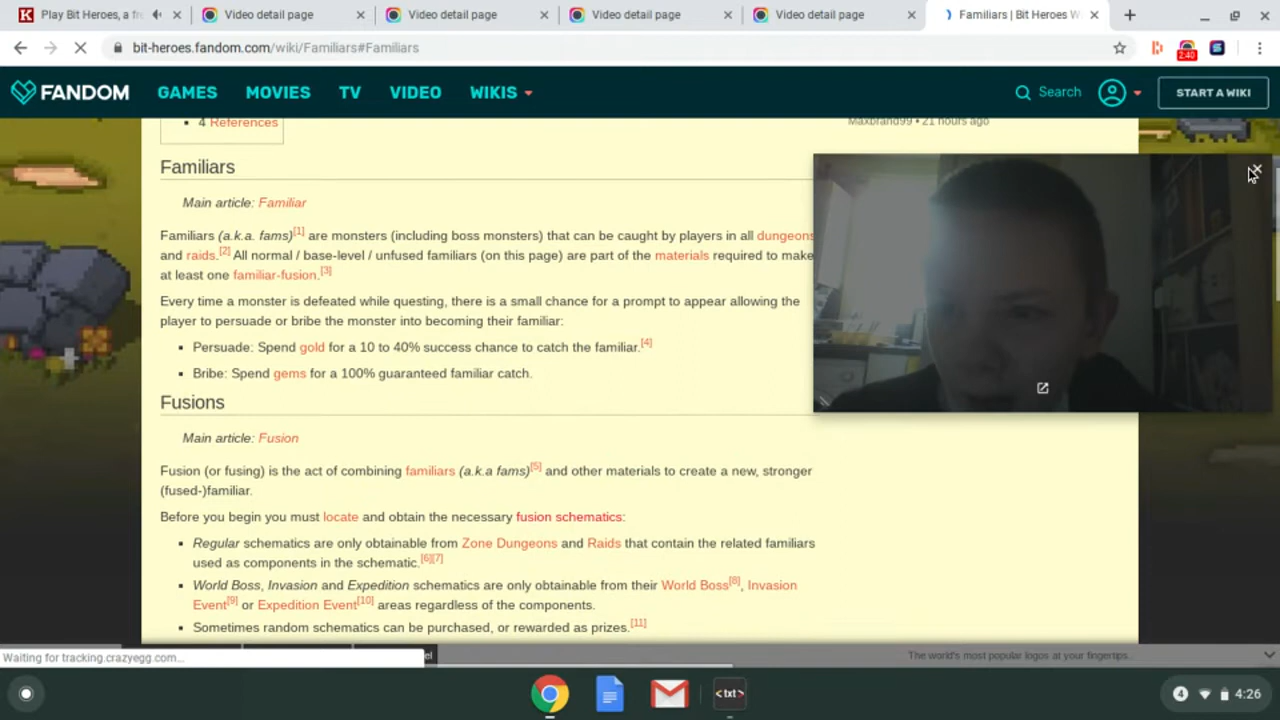 Play Bit Heroes, a fr
Video detail page
Video detail page
Video detail page
Video detail page
Familiars | Bit Heroes W
bit-heroes.fandom.com/wiki/Familiars#Familiars
2:40
FANDOM
GAMES
MOVIES
TV
VIDEO
WIKIS
Search
START A WIKI
4 References
Maxbrand99 • 21 hours ago
Familiars
Main article: Familiar
Familiars (a.k.a. fams)[1] are monsters (including boss monsters) that can be caught by players in all dungeons
and raids.[2] All normal / base-level / unfused familiars (on this page) are part of the materials required to make
at least one familiar-fusion.[3]
Every time a monster is defeated while questing, there is a small chance for a prompt to appear allowing the
player to persuade or bribe the monster into becoming their familiar:
Persuade: Spend gold for a 10 to 40% success chance to catch the familiar.[4]
Bribe: Spend gems for a 100% guaranteed familiar catch.
Fusions
Main article: Fusion
Fusion (or fusing) is the act of combining familiars (a.k.a fams)[5] and other materials to create a new, stronger
(fused-)familiar.
Before you begin you must locate and obtain the necessary fusion schematics:
Regular schematics are only obtainable from Zone Dungeons and Raids that contain the related familiars
used as components in the schematic.[6][7]
World Boss, Invasion and Expedition schematics are only obtainable from their World Boss[8], Invasion
Event[9] or Expedition Event[10] areas regardless of the components.
Sometimes random schematics can be purchased, or rewarded as prizes.[11]
Waiting for tracking.crazyegg.com...
el
The world's most popular logos at your fingertips.
<txt>
4
4:26